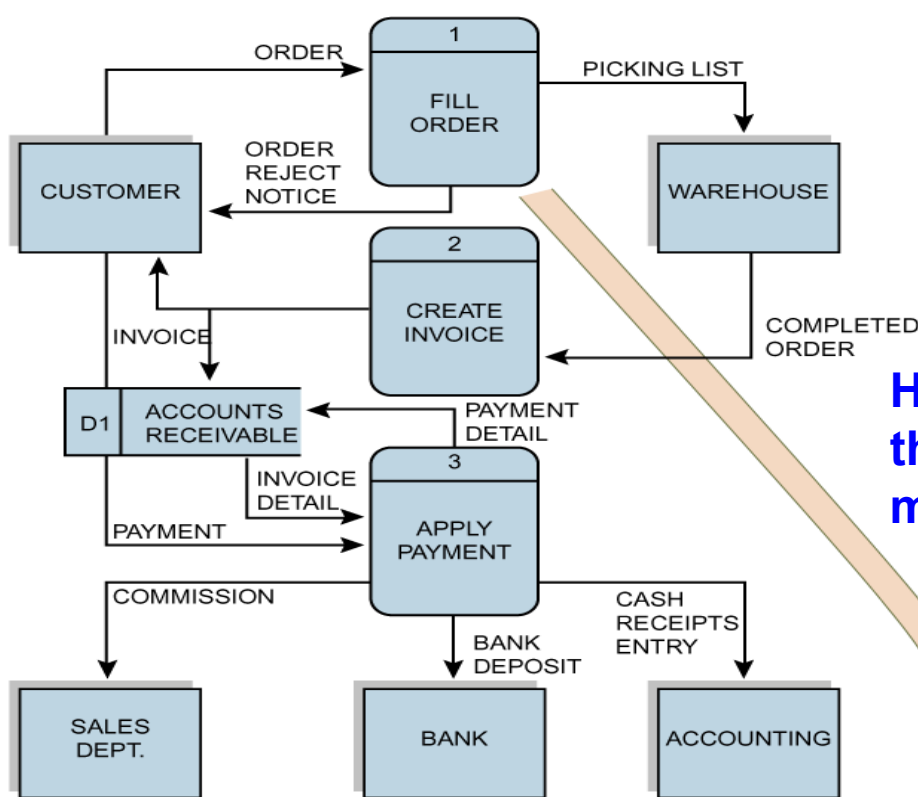 ORDER
1
FILL
ORDER
PICKING LIST
CUSTOMER
ORDER
REJECT
NOTICE
WAREHOUSE
2
CREATE
INVOICE
INVOICE
COMPLETED
ORDER
D1
ACCOUNTS
RECEIVABLE
PAYMENT
DETAIL
3
APPLY
PAYMENT
INVOICE
DETAIL
PAYMENT
COMMISSION
BANK
DEPOSIT
CASH
RECEIPTS
ENTRY
SALES
DEPT.
BANK
ACCOUNTING